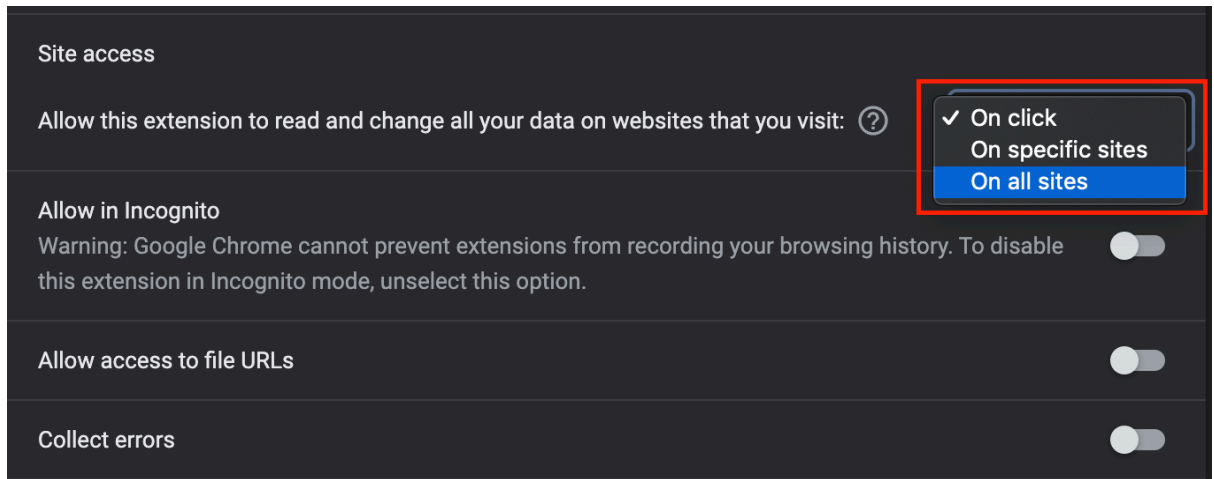 Site access
Allow this extension to read and change all your data on websites that you visit: ?
✓ On click
On specific sites
On all sites
Allow in Incognito
Warning: Google Chrome cannot prevent extensions from recording your browsing history. To disable
this extension in Incognito mode, unselect this option.
Allow access to file URLs
Collect errors